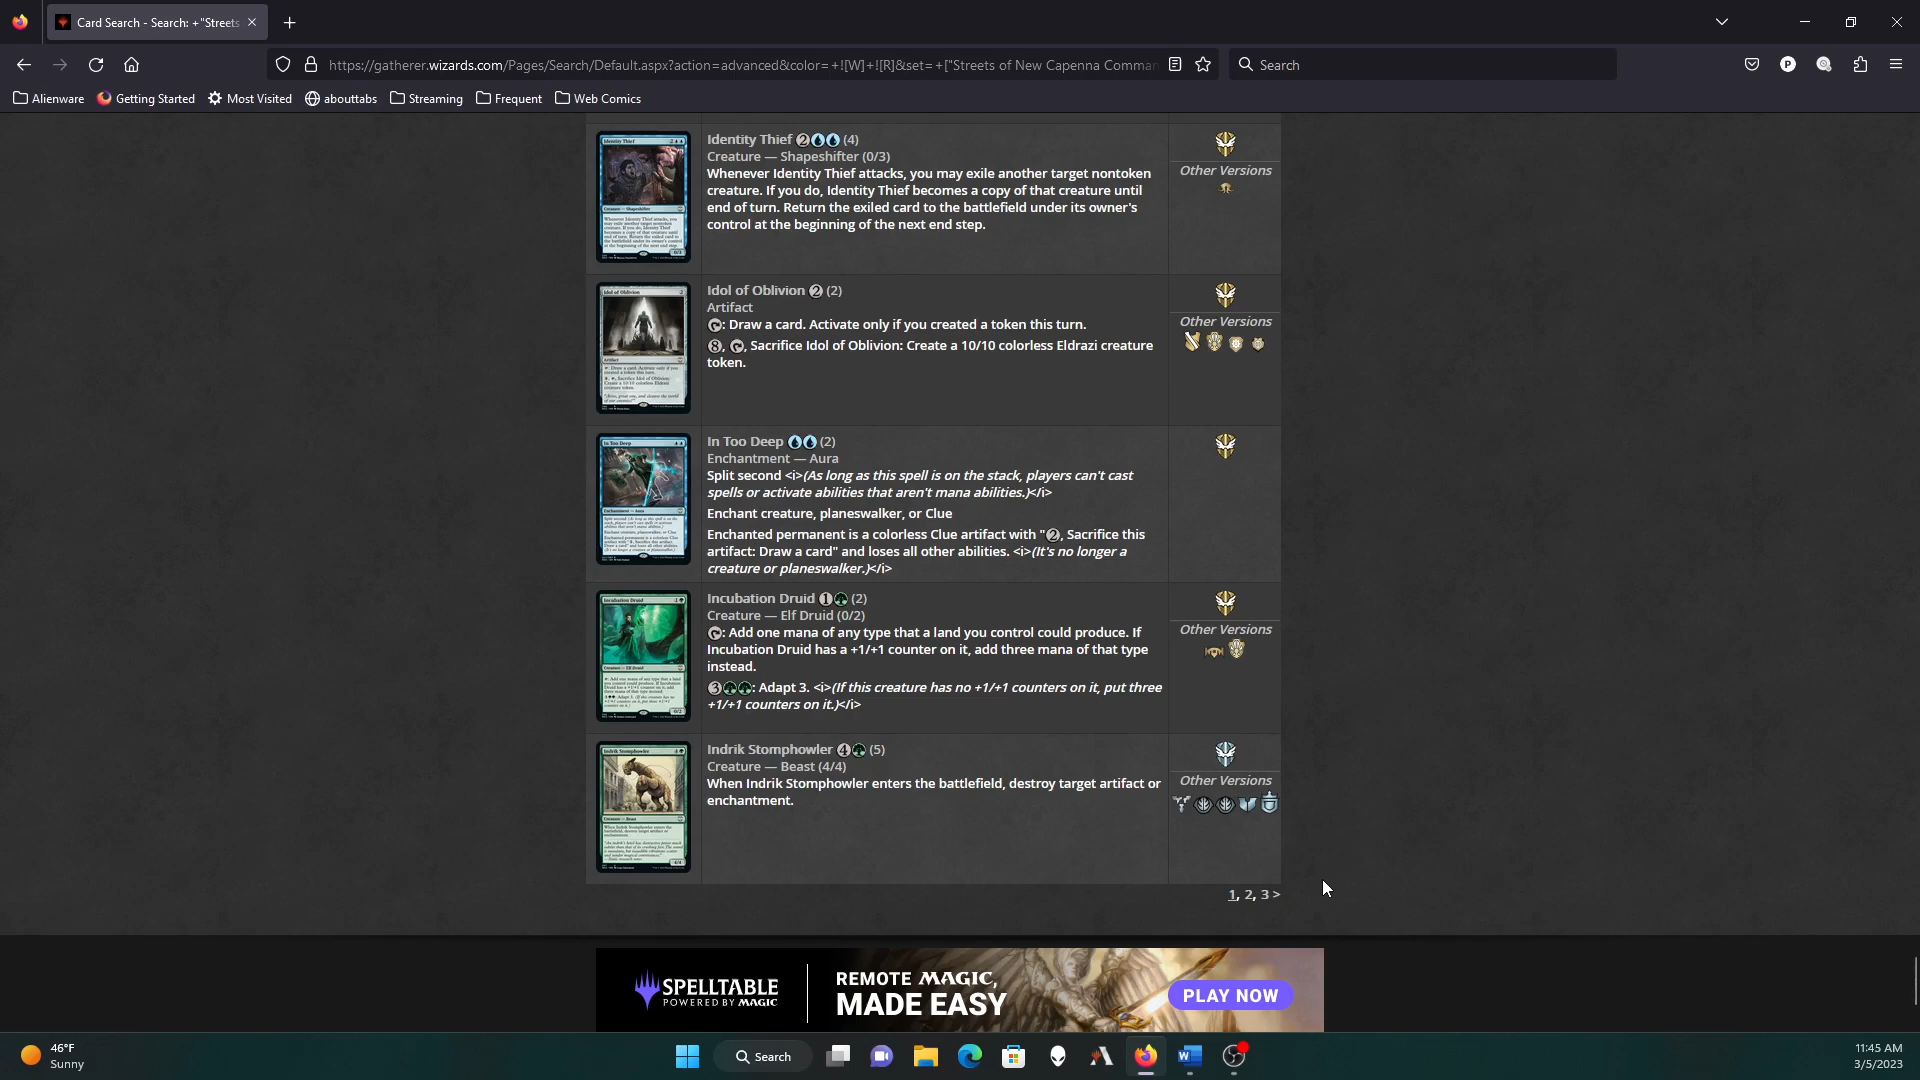 Card Search - Search: +"Streets
https://gatherer.wizards.com/Pages/Search/Default.aspx?action=advanced&color=+![W]+![R]&set=+["Streets of New Capenna Comman
Search
Alienware
Getting Started
Most Visited
abouttabs
Streaming
Frequent
Web Comics
Identity Thief 2 (4)
Creature — Shapeshifter (0/3)
Whenever Identity Thief attacks, you may exile another target nontoken
creature. If you do, Identity Thief becomes a copy of that creature until
end of turn. Return the exiled card to the battlefield under its owner's
control at the beginning of the next end step.
Other Versions
Idol of Oblivion 2 (2)
Artifact
: Draw a card. Activate only if you created a token this turn.
8, , Sacrifice Idol of Oblivion: Create a 10/10 colorless Eldrazi creature
token.
Other Versions
In Too Deep (2)
Enchantment — Aura
Split second <i>(As long as this spell is on the stack, players can't cast
spells or activate abilities that aren't mana abilities.)</i>
Enchant creature, planeswalker, or Clue
Enchanted permanent is a colorless Clue artifact with "2, Sacrifice this
artifact: Draw a card" and loses all other abilities. <i>(It's no longer a
creature or planeswalker.)</i>
Incubation Druid 1 (2)
Creature — Elf Druid (0/2)
: Add one mana of any type that a land you control could produce. If
Incubation Druid has a +1/+1 counter on it, add three mana of that type
instead.
3: Adapt 3. <i>(If this creature has no +1/+1 counters on it, put three
+1/+1 counters on it.)</i>
Other Versions
Indrik Stomphowler 4 (5)
Creature — Beast (4/4)
When Indrik Stomphowler enters the battlefield, destroy target artifact or
enchantment.
Other Versions
1, 2, 3 >
SPELLTABLE
POWERED BY MAGIC
REMOTE MAGIC,
MADE EASY
PLAY NOW
46°F
Sunny
Search
11:45 AM
3/5/2023